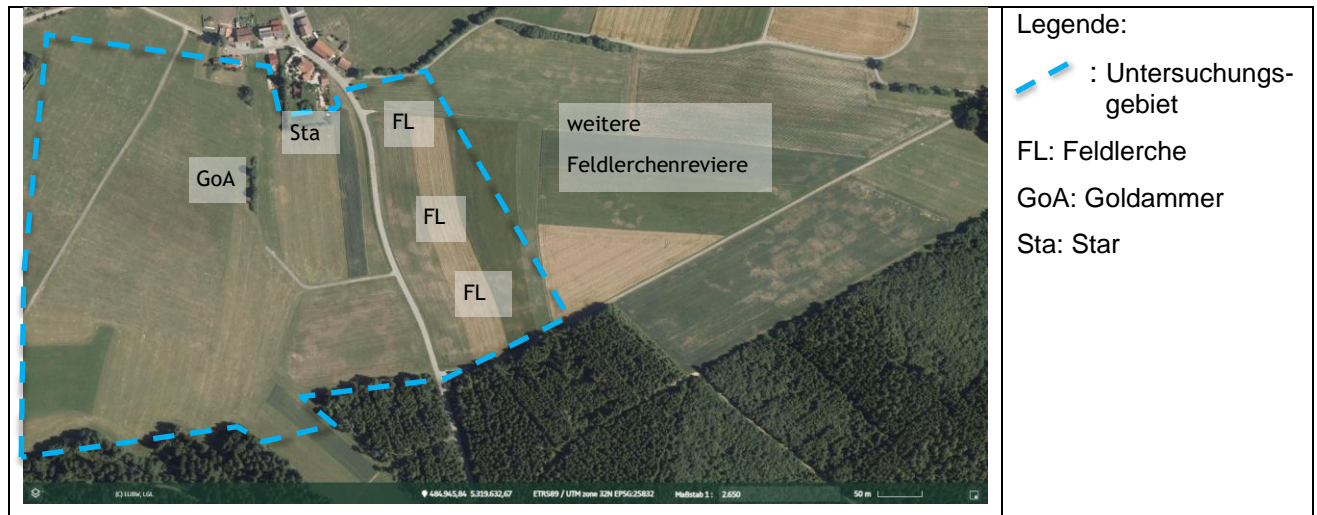 Sta
FL
weitere
Feldlerchenreviere
GoA
FL
FL
(C) LUBW, LGL
484.945,84 5.319.632,67 ETRS89 / UTM zone 32N EPSG:25832 Maßstab 1: 2.650 50 m
Legende:
: Untersuchungs-
gebiet
FL: Feldlerche
GoA: Goldammer
Sta: Star